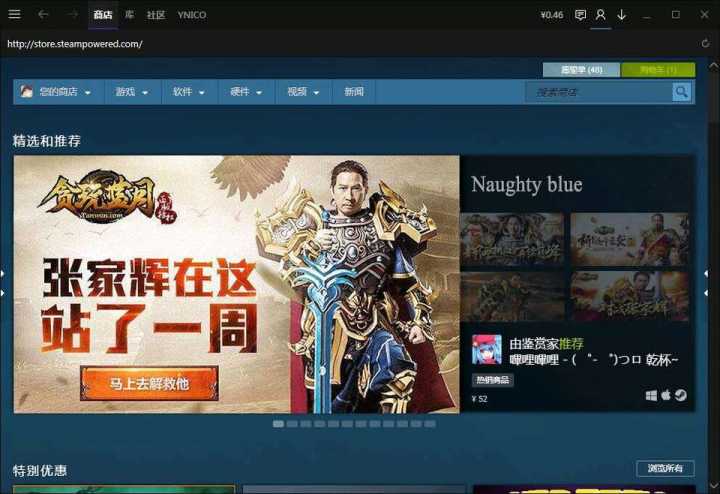 商店 库 社区 YNICO
¥0.46
http://store.steampowered.com/
愿望单 (48) 购物车 (1)
您的商店 游戏 软件 硬件 视频 新闻
搜索商店
精选和推荐
贪玩蓝月
Tanwan.com
Naughty blue
张家辉在这
站了一周
马上去解救他
由鉴赏家推荐
哔哩哔哩 - ( ゜- ゜)つロ 乾杯~
热销商品
¥ 52
特别优惠
浏览所有